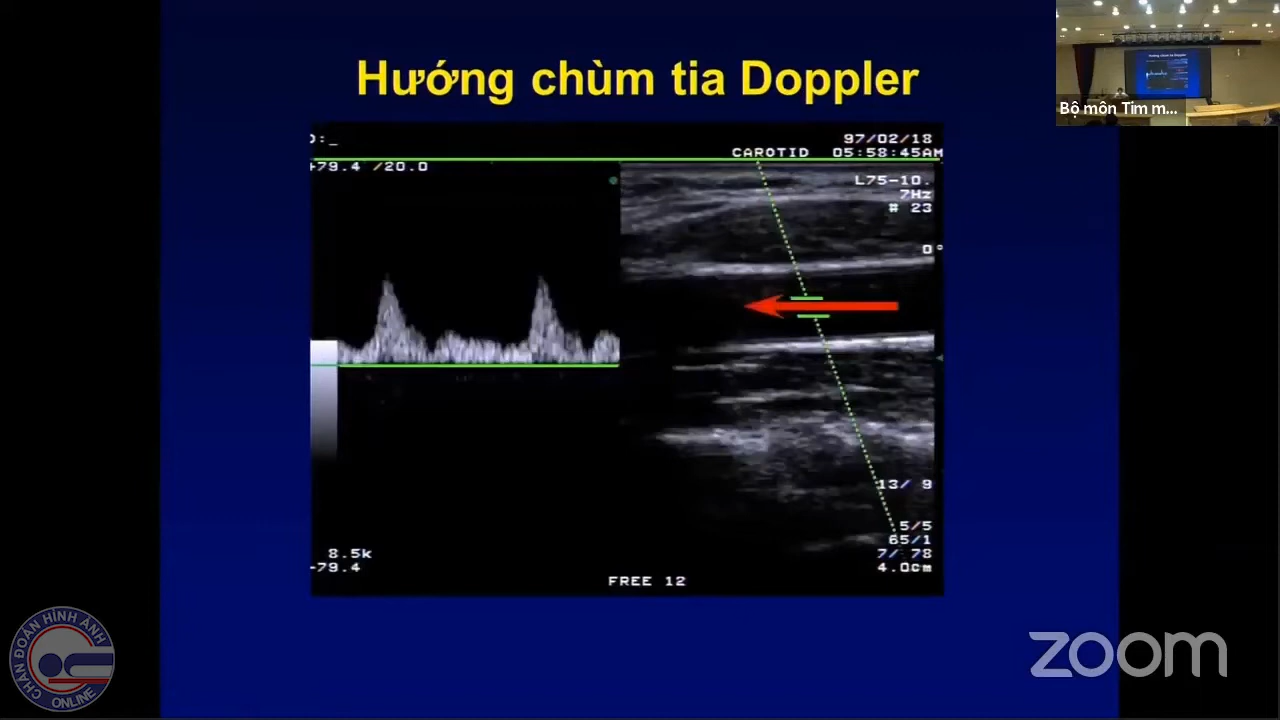 Hướng chùm tia Doppler
Bộ môn Tim m...
97/02/18
CAROTID 05:58:45AM
+79.4 /20.0
L75-10.
7Hz
# 23
0°
13/ 9
5/5
65/1
7/ 78
4.0cm
8.5k
-79.4
FREE 12
CHẨN ĐOÁN HÌNH ẢNH
ONLINE
zoom